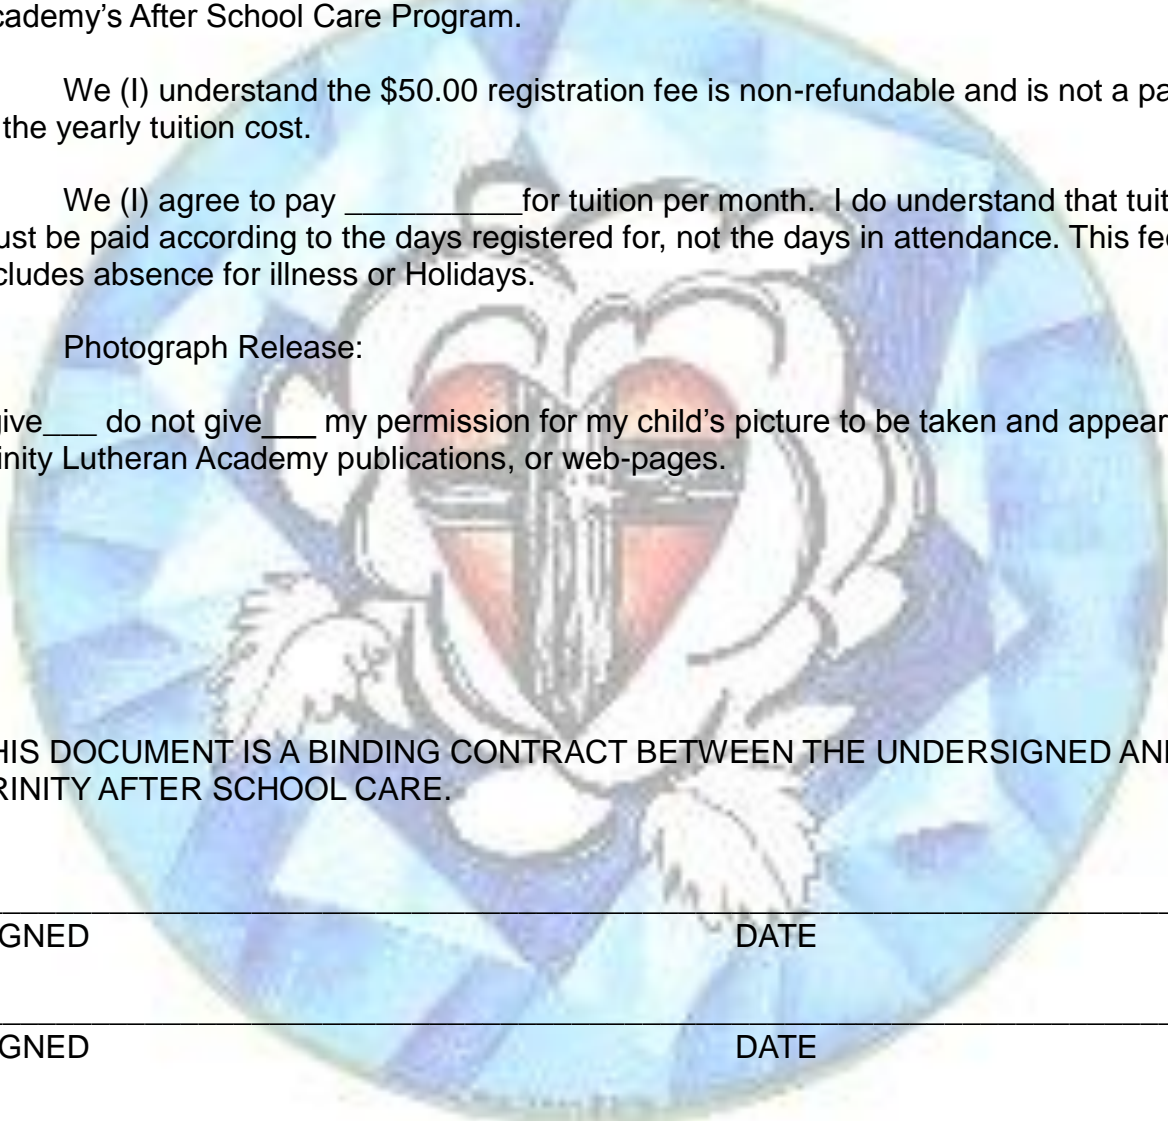 cademy's After School Care Program.
We (I) understand the $50.00 registration fee is non-refundable and is not a pa
the yearly tuition cost.
We (I) agree to pay __________for tuition per month.  I do understand that tuit
ust be paid according to the days registered for, not the days in attendance. This fee
cludes absence for illness or Holidays.
Photograph Release:
give___ do not give___ my permission for my child's picture to be taken and appear
inity Lutheran Academy publications, or web-pages.
HIS DOCUMENT IS A BINDING CONTRACT BETWEEN THE UNDERSIGNED AND
RINITY AFTER SCHOOL CARE.
GNED DATE
GNED DATE